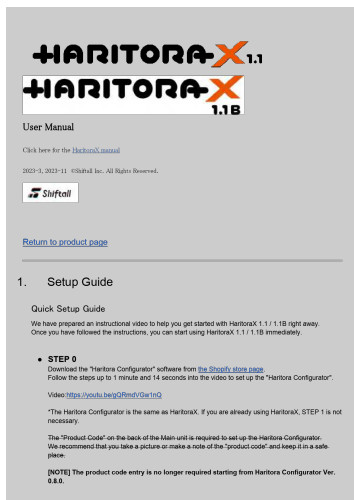 HARITORAX 1.1
HARITORA-X
1.1B
User Manual
Click here for the HaritoraX manual
2023-3, 2023-11 ©Shiftall Inc. All Rights Reserved.
Shiftall
Return to product page
1. Setup Guide
Quick Setup Guide
We have prepared an instructional video to help you get started with HaritoraX 1.1 / 1.1B right away.
Once you have followed the instructions, you can start using HaritoraX 1.1 / 1.1B immediately.
● STEP 0
Download the "Haritora Configurator" software from the Shopify store page.
Follow the steps up to 1 minute and 14 seconds into the video to set up the "Haritora Configurator".
Video:https://youtu.be/gQRmdVGw1nQ
*The Haritora Configurator is the same as HaritoraX. If you are already using HaritoraX, STEP 1 is not
necessary.
The "Product Code" on the back of the Main unit is required to set up the Haritora Configurator.
We recommend that you take a picture or make a note of the "product code" and keep it in a safe
place.
[NOTE] The product code entry is no longer required starting from Haritora Configurator Ver.
0.8.0.